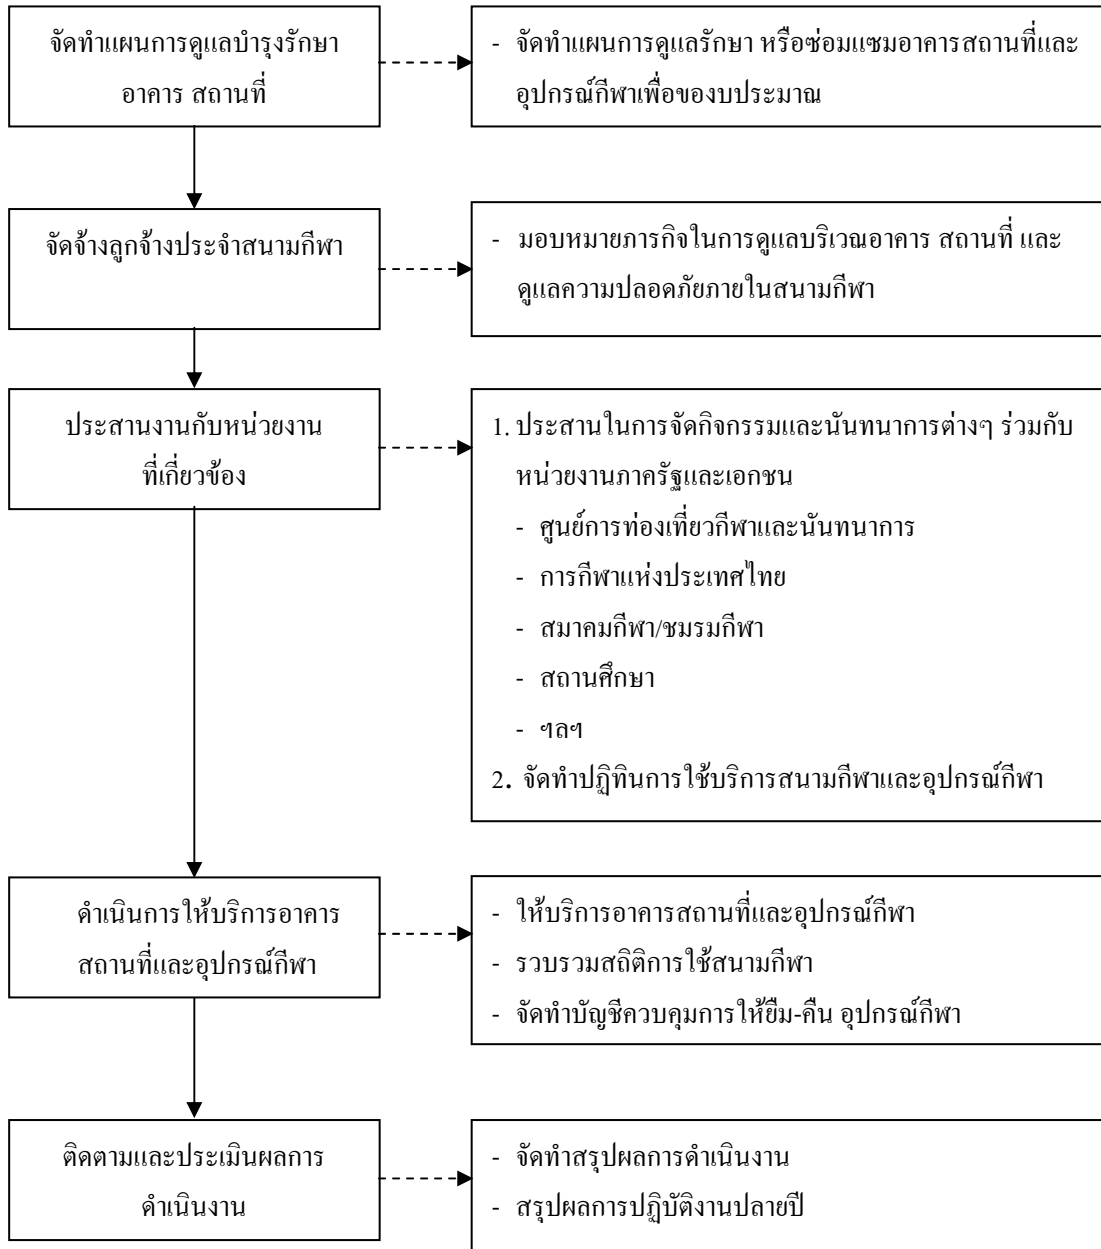 จัดทำแผนการดูแลบำรุงรักษา
อาคาร สถานที่
- จัดทำแผนการดูแลรักษา หรือซ่อมแซมอาคารสถานที่และ
อุปกรณ์กีฬาเพื่อของบประมาณ
จัดจ้างลูกจ้างประจำสนามกีฬา
- มอบหมายภารกิจในการดูแลบริเวณอาคาร สถานที่ และ
ดูแลความปลอดภัยภายในสนามกีฬา
ประสานงานกับหน่วยงาน
ที่เกี่ยวข้อง
1. ประสานในการจัดกิจกรรมและนันทนาการต่างๆ ร่วมกับ
หน่วยงานภาครัฐและเอกชน
- ศูนย์การท่องเที่ยวกีฬาและนันทนาการ
- การกีฬาแห่งประเทศไทย
- สมาคมกีฬา/ชมรมกีฬา
- สถานศึกษา
- ฯลฯ
2. จัดทำปฏิทินการใช้บริการสนามกีฬาและอุปกรณ์กีฬา
ดำเนินการให้บริการอาคาร
สถานที่และอุปกรณ์กีฬา
- ให้บริการอาคารสถานที่และอุปกรณ์กีฬา
- รวบรวมสถิติการใช้สนามกีฬา
- จัดทำบัญชีควบคุมการให้ยืม-คืน อุปกรณ์กีฬา
ติดตามและประเมินผลการ
ดำเนินงาน
- จัดทำสรุปผลการดำเนินงาน
- สรุปผลการปฏิบัติงานปลายปี